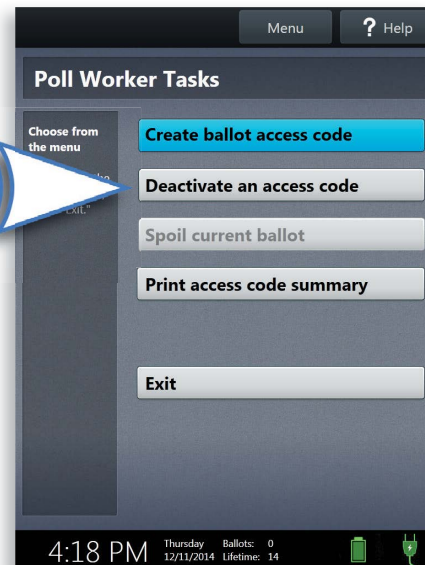 Menu
? Help
Poll Worker Tasks
Choose from
the menu
Exit."
Create ballot access code
Deactivate an access code
Spoil current ballot
Print access code summary
Exit
4:18 PM
Thursday Ballots: 0
12/11/2014 Lifetime: 14